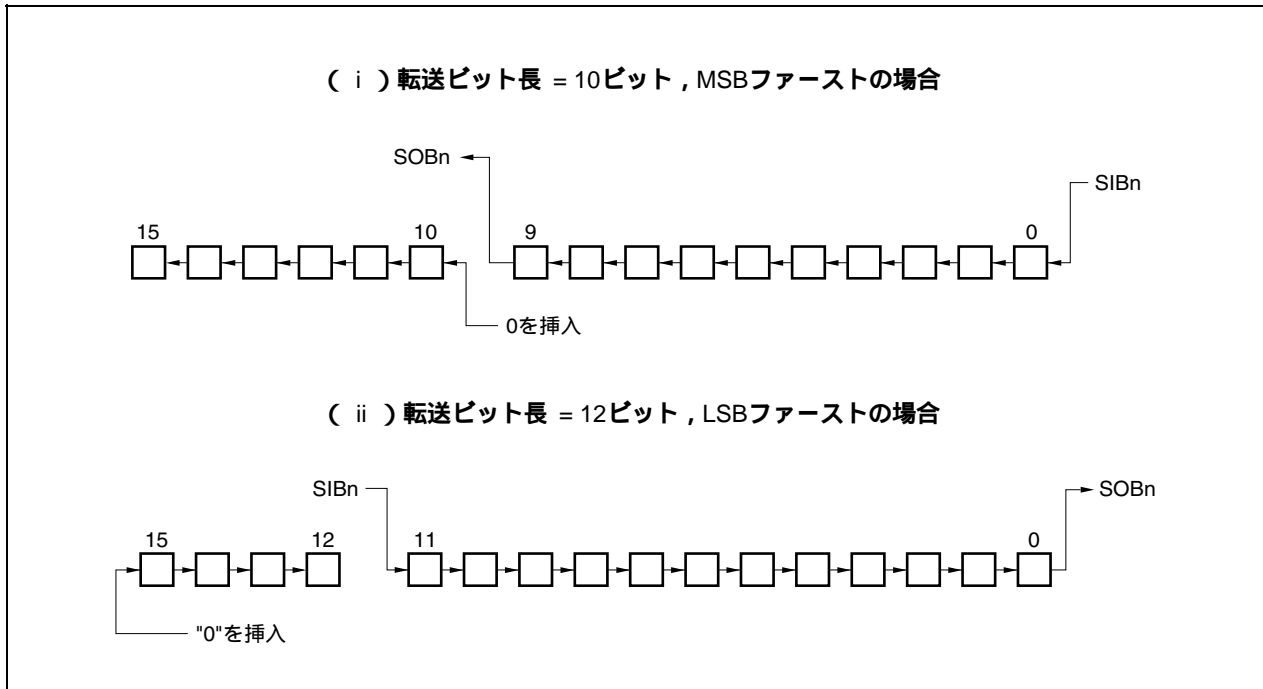 ( i ) 転送ビット長 = 10ビット , MSBファーストの場合
SOBn
SIBn
15
10
9
0
0を挿入
( ii ) 転送ビット長 = 12ビット , LSBファーストの場合
SIBn
SOBn
15
12
11
0
"0"を挿入